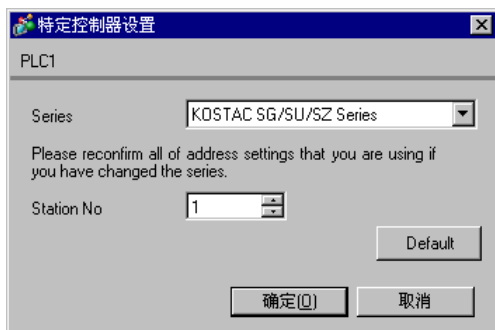 特定控制器设置
PLC1
Series
KOSTAC SG/SU/SZ Series
Please reconfirm all of address settings that you are using if
you have changed the series.
Station No
1
Default
确定(O)
取消